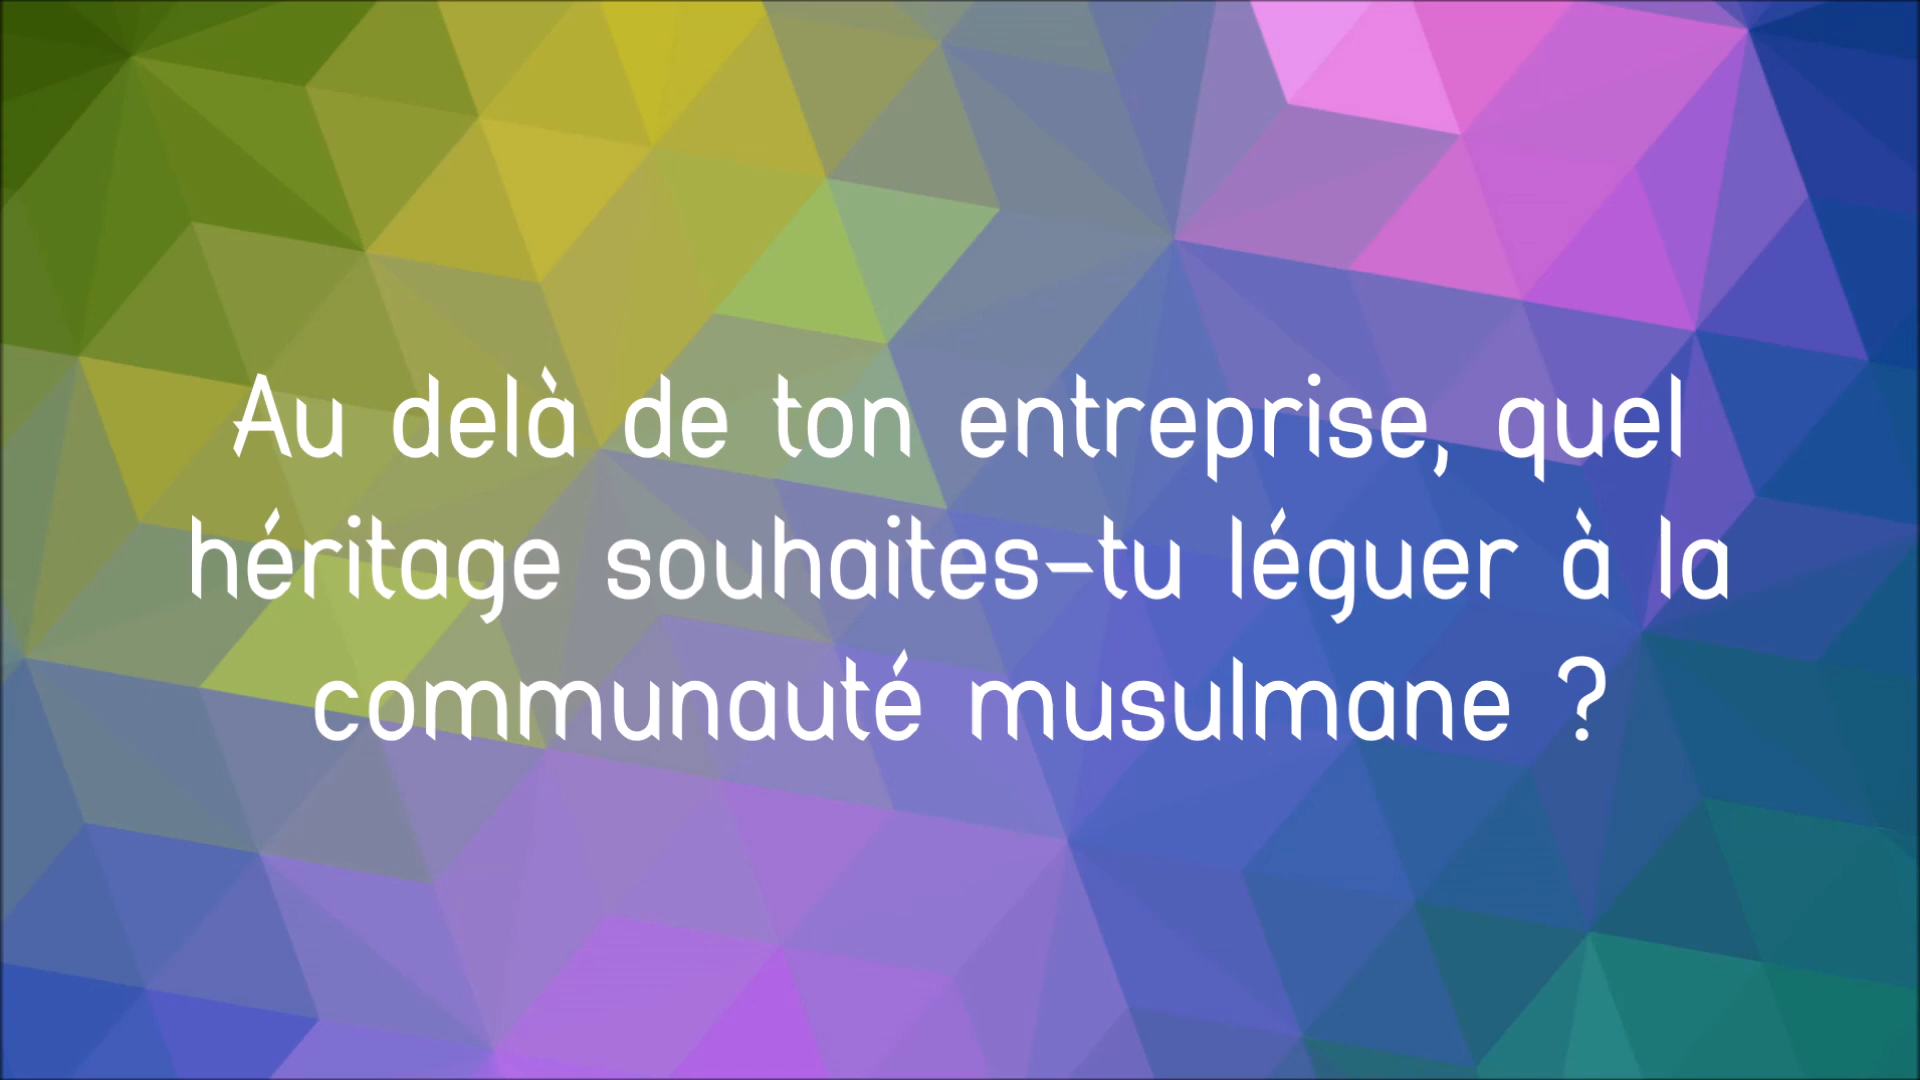 Au delà de ton entreprise, quel
héritage souhaites-tu léguer à la
communauté musulmane ?